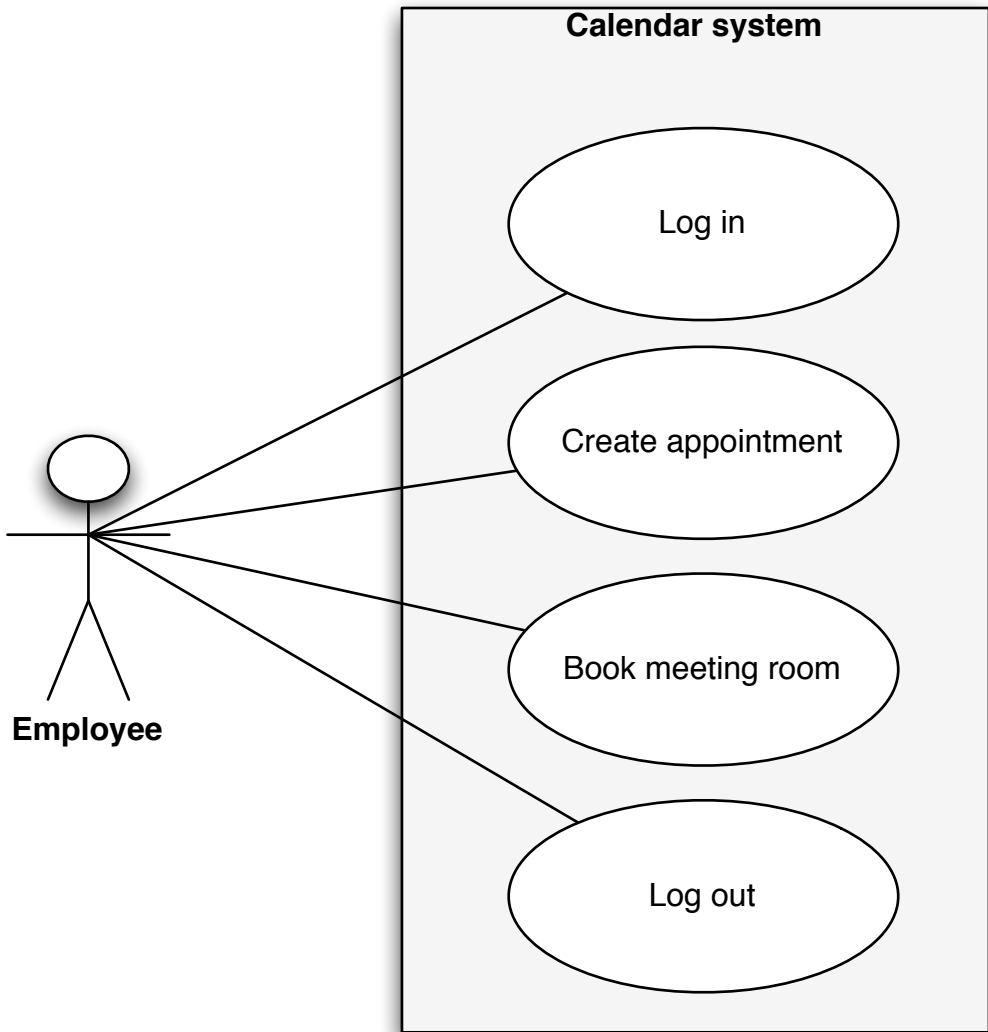 Calendar system
Log in
Create appointment
Book meeting room
Employee
Log out